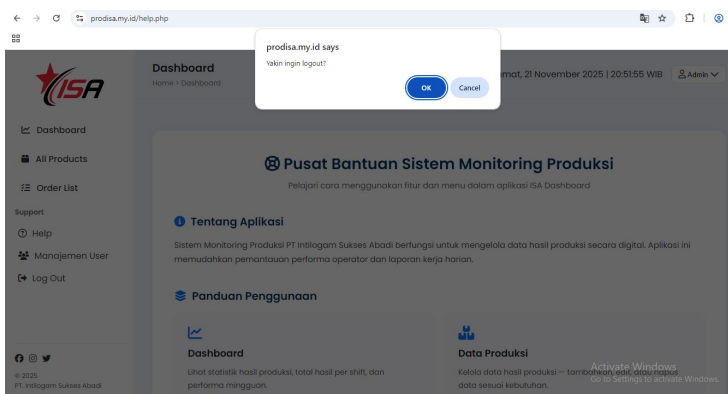 prodisa.my.id/help.php
prodisa.my.id says
Yakin ingin logout?
OK
Cancel
ISA
Dashboard
Home > Dashboard
mat, 21 November 2025 | 20:51:55 WIB
Admin
Dashboard
All Products
Order List
Support
Help
Manajemen User
Log Out
© 2025
PT. Intilogam Sukses Abadi
Pusat Bantuan Sistem Monitoring Produksi
Pelajari cara menggunakan fitur dan menu dalam aplikasi ISA Dashboard
Tentang Aplikasi
Sistem Monitoring Produksi PT Intilogam Sukses Abadi berfungsi untuk mengelola data hasil produksi secara digital. Aplikasi ini
memudahkan pemantauan performa operator dan laporan kerja harian.
Panduan Penggunaan
Dashboard
Lihat statistik hasil produksi, total hasil per shift, dan
performa mingguan.
Data Produksi
Kelola data hasil produksi — tambahkan, edit, atau hapus
data sesuai kebutuhan.
Activate Windows
Go to Settings to activate Windows.